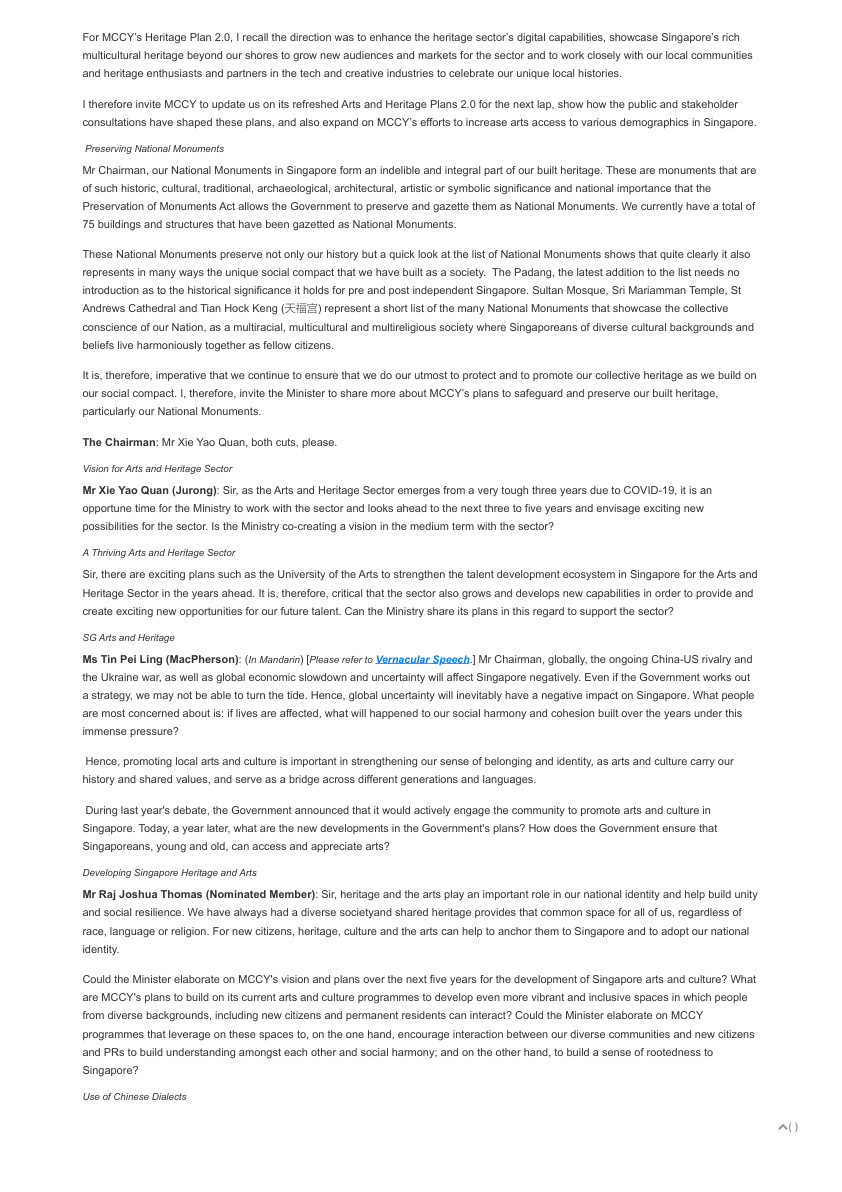 For MCCY's Heritage Plan 2.0, I recall the direction was to enhance the heritage sector's digital capabilities, showcase Singapore's rich
multicultural heritage beyond our shores to grow new audiences and markets for the sector and to work closely with our local communities
and heritage enthusiasts and partners in the tech and creative industries to celebrate our unique local histories.
I therefore invite MCCY to update us on its refreshed Arts and Heritage Plans 2.0 for the next lap, show how the public and stakeholder
consultations have shaped these plans, and also expand on MCCY's efforts to increase arts access to various demographics in Singapore.
Preserving National Monuments
Mr Chairman, our National Monuments in Singapore form an indelible and integral part of our built heritage. These are monuments that are
of such historic, cultural, traditional, archaeological, architectural, artistic or symbolic significance and national importance that the
Preservation of Monuments Act allows the Government to preserve and gazette them as National Monuments. We currently have a total of
75 buildings and structures that have been gazetted as National Monuments.
These National Monuments preserve not only our history but a quick look at the list of National Monuments shows that quite clearly it also
represents in many ways the unique social compact that we have built as a society.  The Padang, the latest addition to the list needs no
introduction as to the historical significance it holds for pre and post independent Singapore. Sultan Mosque, Sri Mariamman Temple, St
Andrews Cathedral and Tian Hock Keng (天福宫) represent a short list of the many National Monuments that showcase the collective
conscience of our Nation, as a multiracial, multicultural and multireligious society where Singaporeans of diverse cultural backgrounds and
beliefs live harmoniously together as fellow citizens.
It is, therefore, imperative that we continue to ensure that we do our utmost to protect and to promote our collective heritage as we build on
our social compact. I, therefore, invite the Minister to share more about MCCY's plans to safeguard and preserve our built heritage,
particularly our National Monuments.
The Chairman: Mr Xie Yao Quan, both cuts, please.
Vision for Arts and Heritage Sector
Mr Xie Yao Quan (Jurong): Sir, as the Arts and Heritage Sector emerges from a very tough three years due to COVID-19, it is an
opportune time for the Ministry to work with the sector and looks ahead to the next three to five years and envisage exciting new
possibilities for the sector. Is the Ministry co-creating a vision in the medium term with the sector?
A Thriving Arts and Heritage Sector
Sir, there are exciting plans such as the University of the Arts to strengthen the talent development ecosystem in Singapore for the Arts and
Heritage Sector in the years ahead. It is, therefore, critical that the sector also grows and develops new capabilities in order to provide and
create exciting new opportunities for our future talent. Can the Ministry share its plans in this regard to support the sector?
SG Arts and Heritage
Ms Tin Pei Ling (MacPherson): (In Mandarin) [Please refer to Vernacular Speech.] Mr Chairman, globally, the ongoing China-US rivalry and
the Ukraine war, as well as global economic slowdown and uncertainty will affect Singapore negatively. Even if the Government works out
a strategy, we may not be able to turn the tide. Hence, global uncertainty will inevitably have a negative impact on Singapore. What people
are most concerned about is: if lives are affected, what will happened to our social harmony and cohesion built over the years under this
immense pressure?
Hence, promoting local arts and culture is important in strengthening our sense of belonging and identity, as arts and culture carry our
history and shared values, and serve as a bridge across different generations and languages.
During last year's debate, the Government announced that it would actively engage the community to promote arts and culture in
Singapore. Today, a year later, what are the new developments in the Government's plans? How does the Government ensure that
Singaporeans, young and old, can access and appreciate arts?
Developing Singapore Heritage and Arts
Mr Raj Joshua Thomas (Nominated Member): Sir, heritage and the arts play an important role in our national identity and help build unity
and social resilience. We have always had a diverse societyand shared heritage provides that common space for all of us, regardless of
race, language or religion. For new citizens, heritage, culture and the arts can help to anchor them to Singapore and to adopt our national
identity.
Could the Minister elaborate on MCCY's vision and plans over the next five years for the development of Singapore arts and culture? What
are MCCY's plans to build on its current arts and culture programmes to develop even more vibrant and inclusive spaces in which people
from diverse backgrounds, including new citizens and permanent residents can interact? Could the Minister elaborate on MCCY
programmes that leverage on these spaces to, on the one hand, encourage interaction between our diverse communities and new citizens
and PRs to build understanding amongst each other and social harmony; and on the other hand, to build a sense of rootedness to
Singapore?
Use of Chinese Dialects
( )